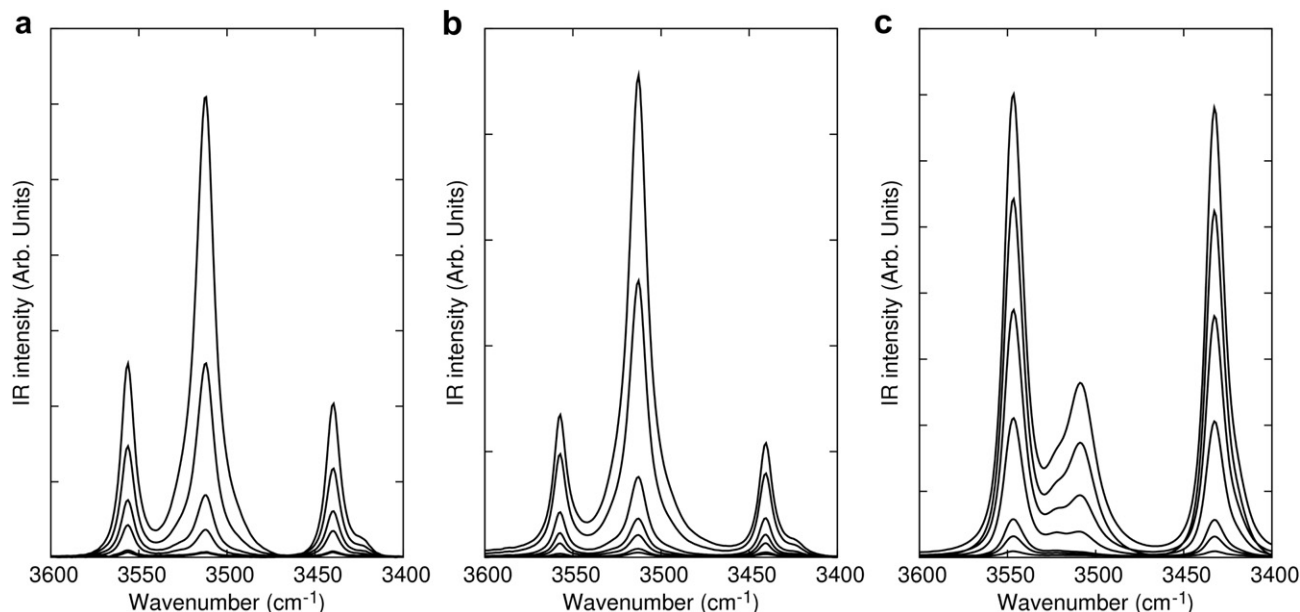 a
IR intensity (Arb. Units)
3600 3550 3500 3450 3400
Wavenumber (cm⁻¹)
b
IR intensity (Arb. Units)
3600 3550 3500 3450 3400
Wavenumber (cm⁻¹)
c
IR intensity (Arb. Units)
3600 3550 3500 3450 3400
Wavenumber (cm⁻¹)